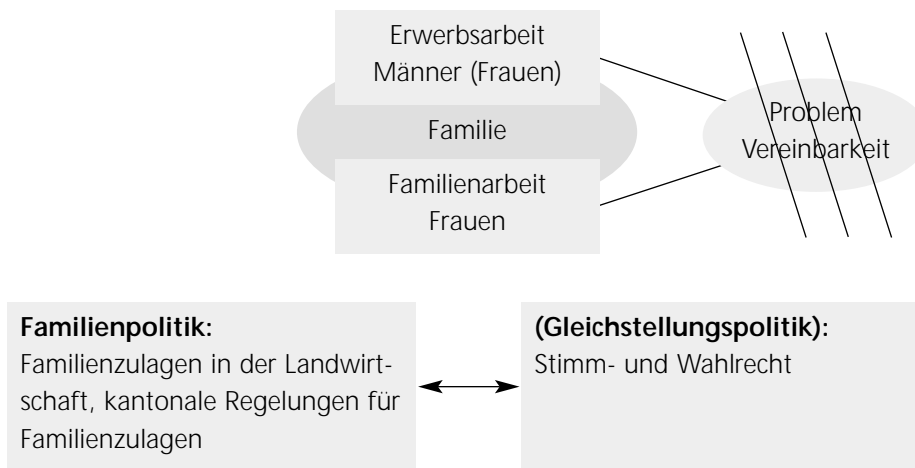 Erwerbsarbeit
Männer (Frauen)
Familie
Familienarbeit
Frauen
Problem
Vereinbarkeit
Familienpolitik:
Familienzulagen in der Landwirt-
schaft, kantonale Regelungen für
Familienzulagen
(Gleichstellungspolitik):
Stimm- und Wahlrecht